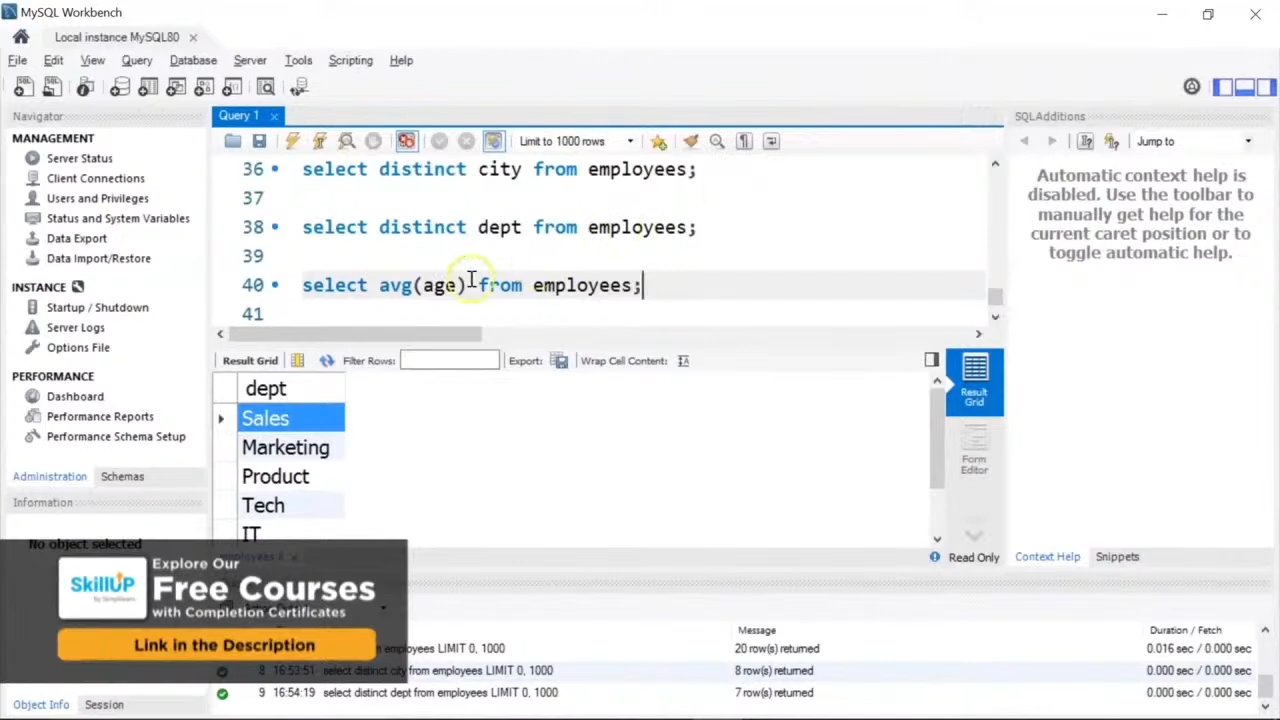 MySQL Workbench
Local instance MySQL80
File Edit View Query Database Server Tools Scripting Help
Navigator
MANAGEMENT
Server Status
Client Connections
Users and Privileges
Status and System Variables
Data Export
Data Import/Restore
INSTANCE
Startup / Shutdown
Server Logs
Options File
PERFORMANCE
Dashboard
Performance Reports
Performance Schema Setup
Administration Schemas
Information
No object selected
Query 1
Limit to 1000 rows
36 select distinct city from employees;
37
38 select distinct dept from employees;
39
40 select avg(age) from employees;
41
Result Grid Filter Rows: Export: Wrap Cell Content:
dept
Sales
Marketing
Product
Tech
IT
Result Grid
Form Editor
Read Only
SQLAdditions
Jump to
Automatic context help is
disabled. Use the toolbar to
manually get help for the
current caret position or to
toggle automatic help.
Context Help Snippets
SkillUP
by Simplilearn
Explore Our
Free Courses
with Completion Certificates
Link in the Description
Message Duration / Fetch
from employees LIMIT 0, 1000 20 row(s) returned 0.016 sec / 0.000 sec
8 16:53:51 select distinct city from employees LIMIT 0, 1000 8 row(s) returned 0.000 sec / 0.000 sec
9 16:54:19 select distinct dept from employees LIMIT 0, 1000 7 row(s) returned 0.000 sec / 0.000 sec
Object Info Session